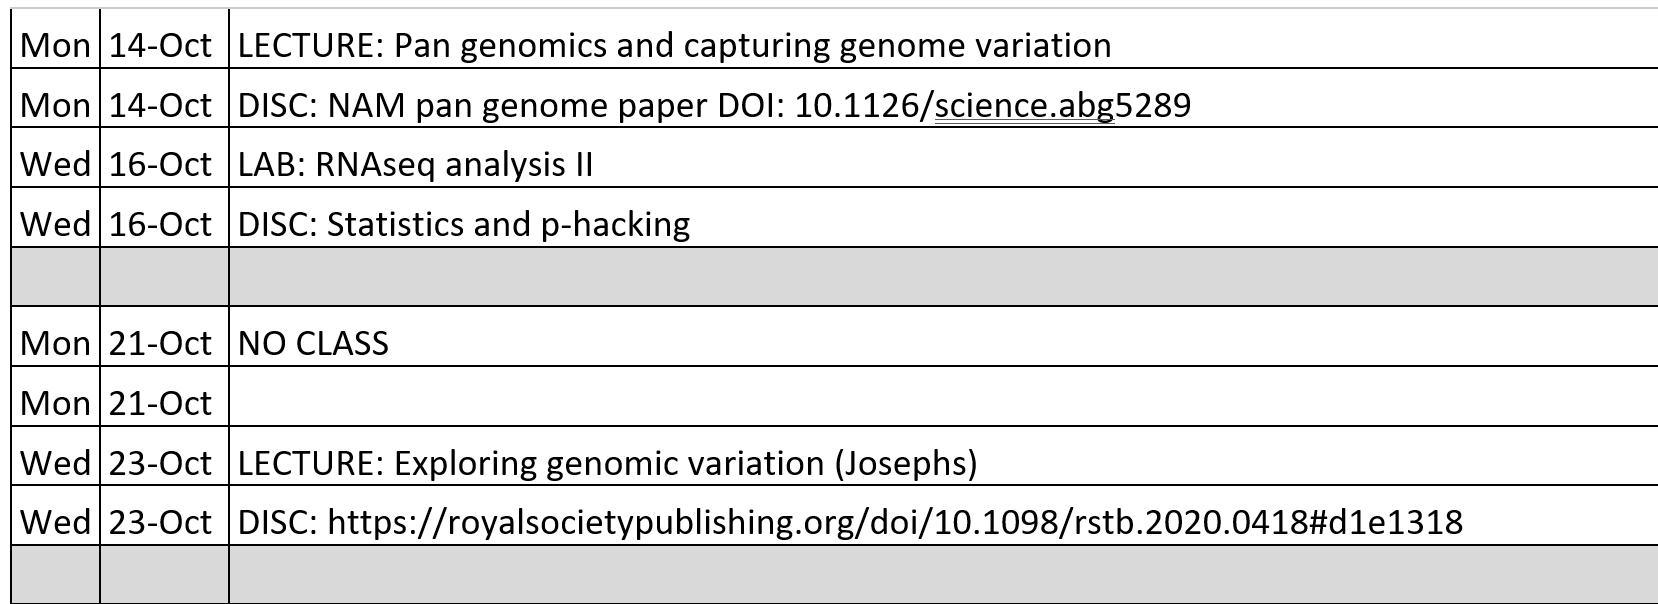 Mon 14-Oct LECTURE: Pan genomics and capturing genome variation
Mon 14-Oct DISC: NAM pan genome paper DOI: 10.1126/science.abg5289
Wed 16-Oct LAB: RNAseq analysis II
Wed 16-Oct DISC: Statistics and p-hacking
Mon 21-Oct NO CLASS
Mon 21-Oct
Wed 23-Oct LECTURE: Exploring genomic variation (Josephs)
Wed 23-Oct DISC: https://royalsocietypublishing.org/doi/10.1098/rstb.2020.0418#d1e1318